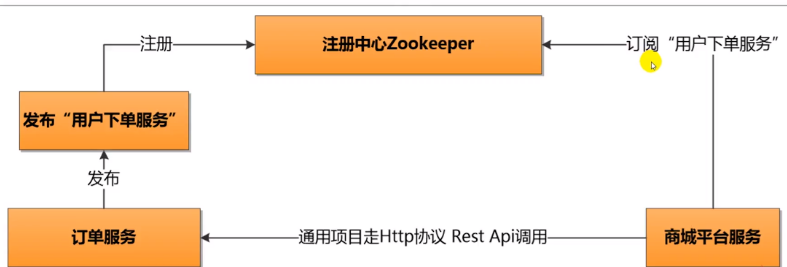 注册
注册中心Zookeeper
订阅“用户下单服务”
发布“用户下单服务”
发布
订单服务
通用项目走Http协议 Rest Api调用
商城平台服务